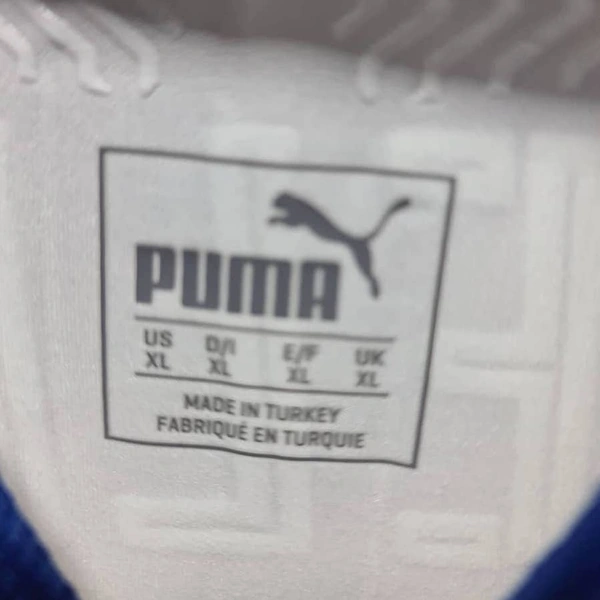 PUMA
US D/I E/F UK
XL XL XL XL
MADE IN TURKEY
FABRIQUÉ EN TURQUIE